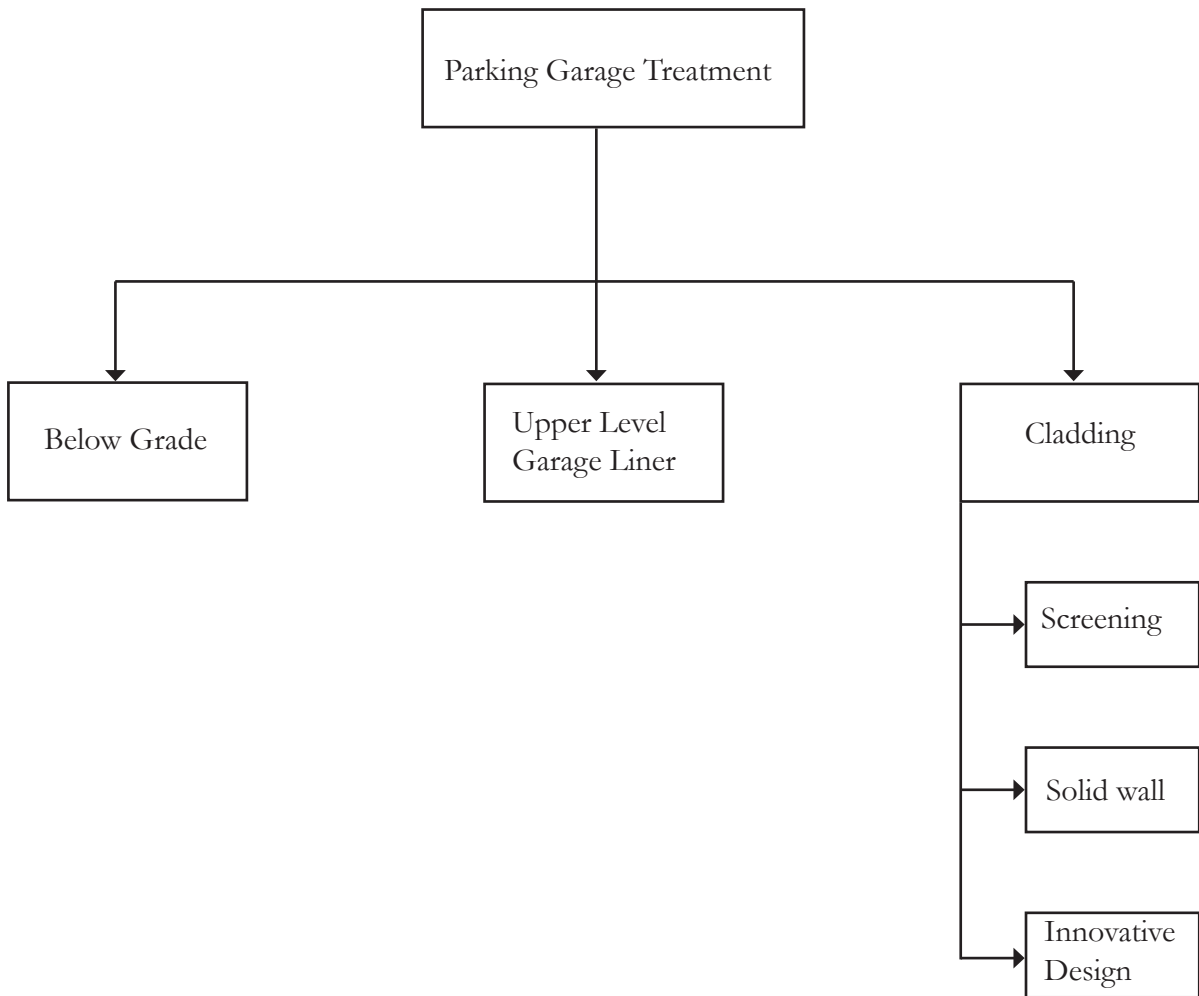 Parking Garage Treatment
Below Grade
Upper Level
Garage Liner
Cladding
Screening
Solid wall
Innovative
Design